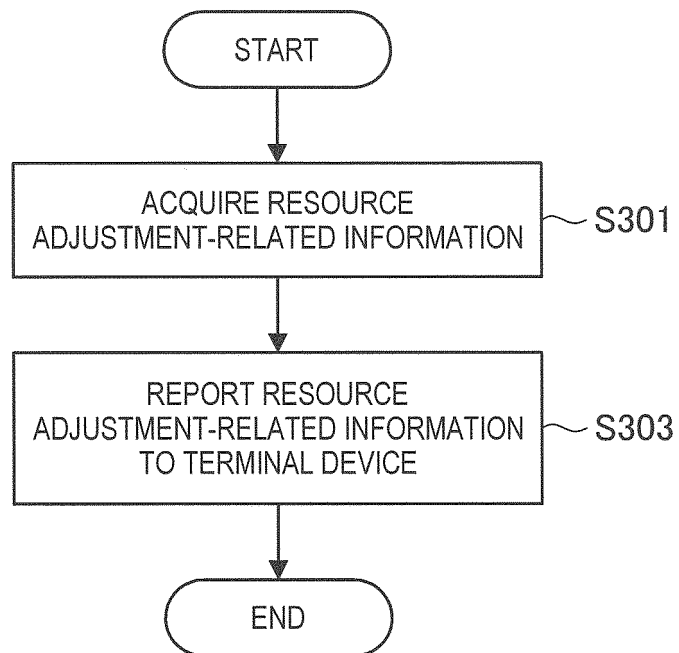 START
ACQUIRE RESOURCE
ADJUSTMENT-RELATED INFORMATION
S301
REPORT RESOURCE
ADJUSTMENT-RELATED INFORMATION
TO TERMINAL DEVICE
S303
END